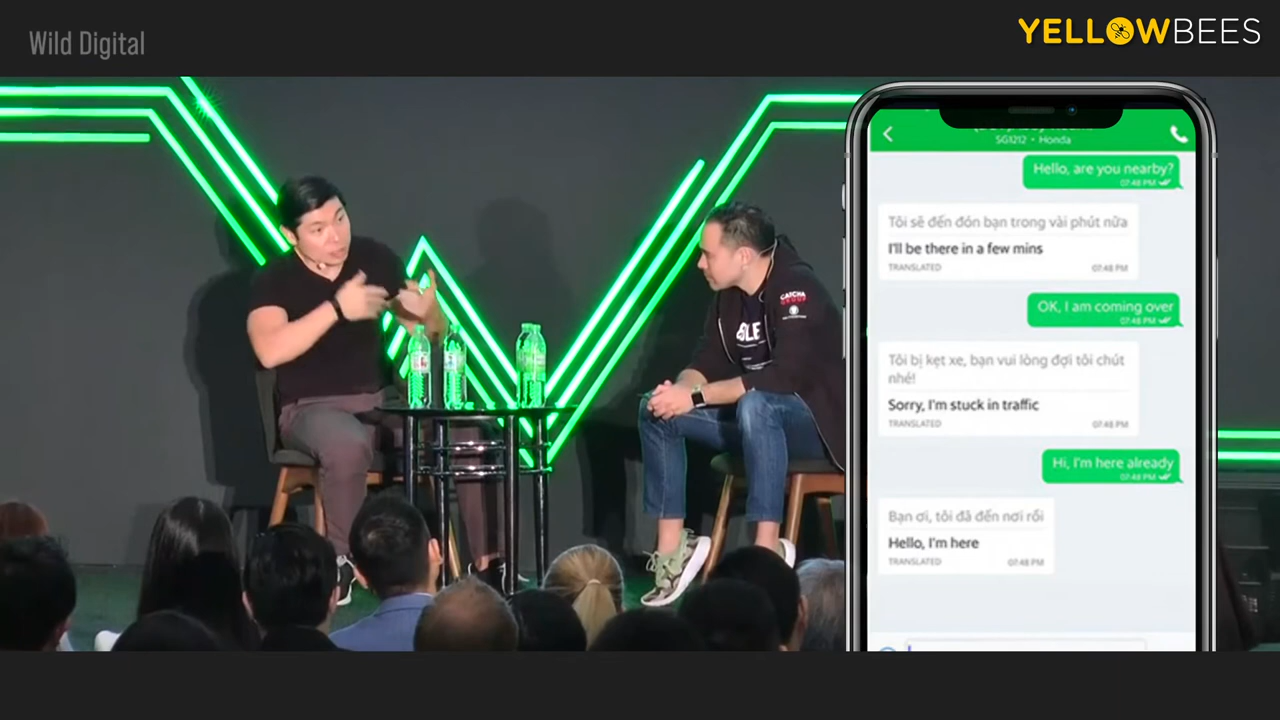 Wild Digital
YELLOWBEES
SG1212 • Honda
Hello, are you nearby?
07:48 PM
Tôi sẽ đến đón bạn trong vài phút nữa
I'll be there in a few mins
TRANSLATED 07:48 PM
OK, I am coming over
07:48 PM
Tôi bị kẹt xe, bạn vui lòng đợi tôi chút
nhé!
Sorry, I'm stuck in traffic
TRANSLATED 07:48 PM
Hi, I'm here already
07:48 PM
Bạn ơi, tôi đã đến nơi rồi
Hello, I'm here
TRANSLATED 07:48 PM
CATCHA
GROUP